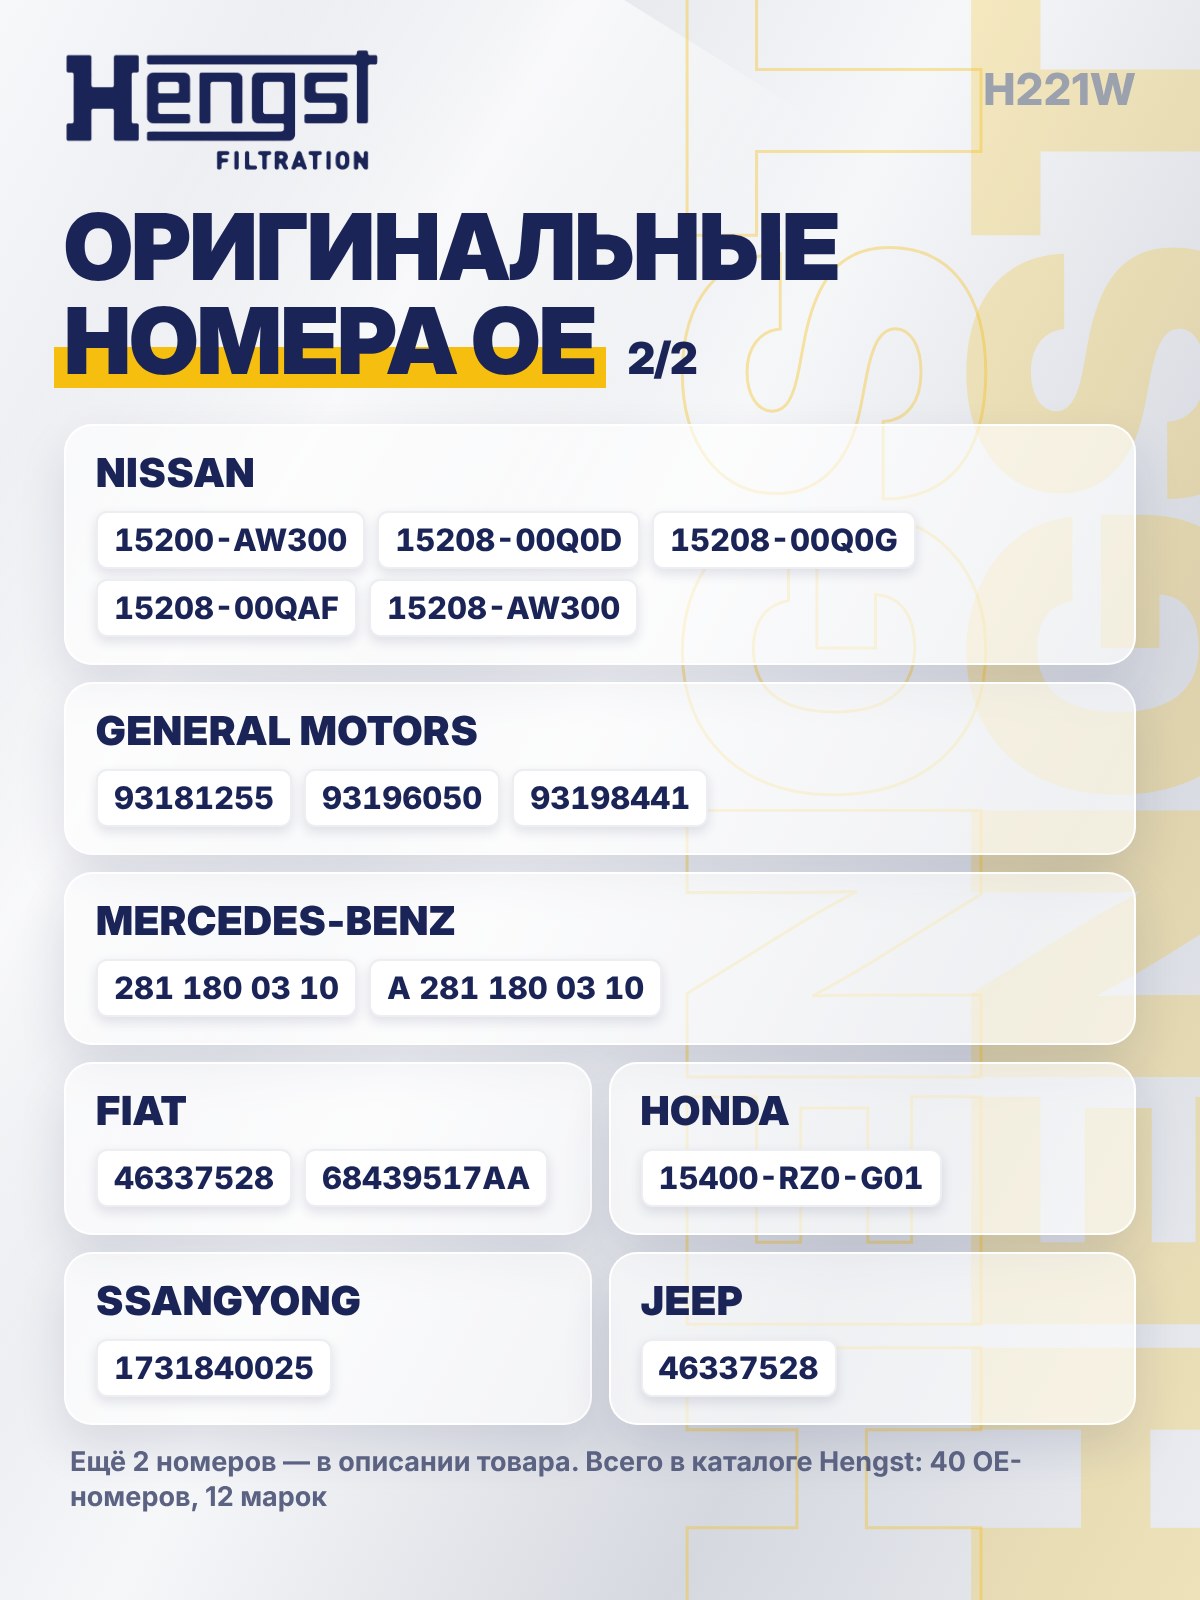 Hengst
FILTRATION
H221W
ОРИГИНАЛЬНЫЕ
НОМЕРА OE 2/2
NISSAN
15200-AW300 15208-00Q0D 15208-00Q0G
15208-00QAF 15208-AW300
GENERAL MOTORS
93181255 93196050 93198441
MERCEDES-BENZ
281 180 03 10 A 281 180 03 10
FIAT
46337528 68439517AA
HONDA
15400-RZ0-G01
SSANGYONG
1731840025
JEEP
46337528
Ещё 2 номеров — в описании товара. Всего в каталоге Hengst: 40 OE-
номеров, 12 марок
HENGST
HENGST